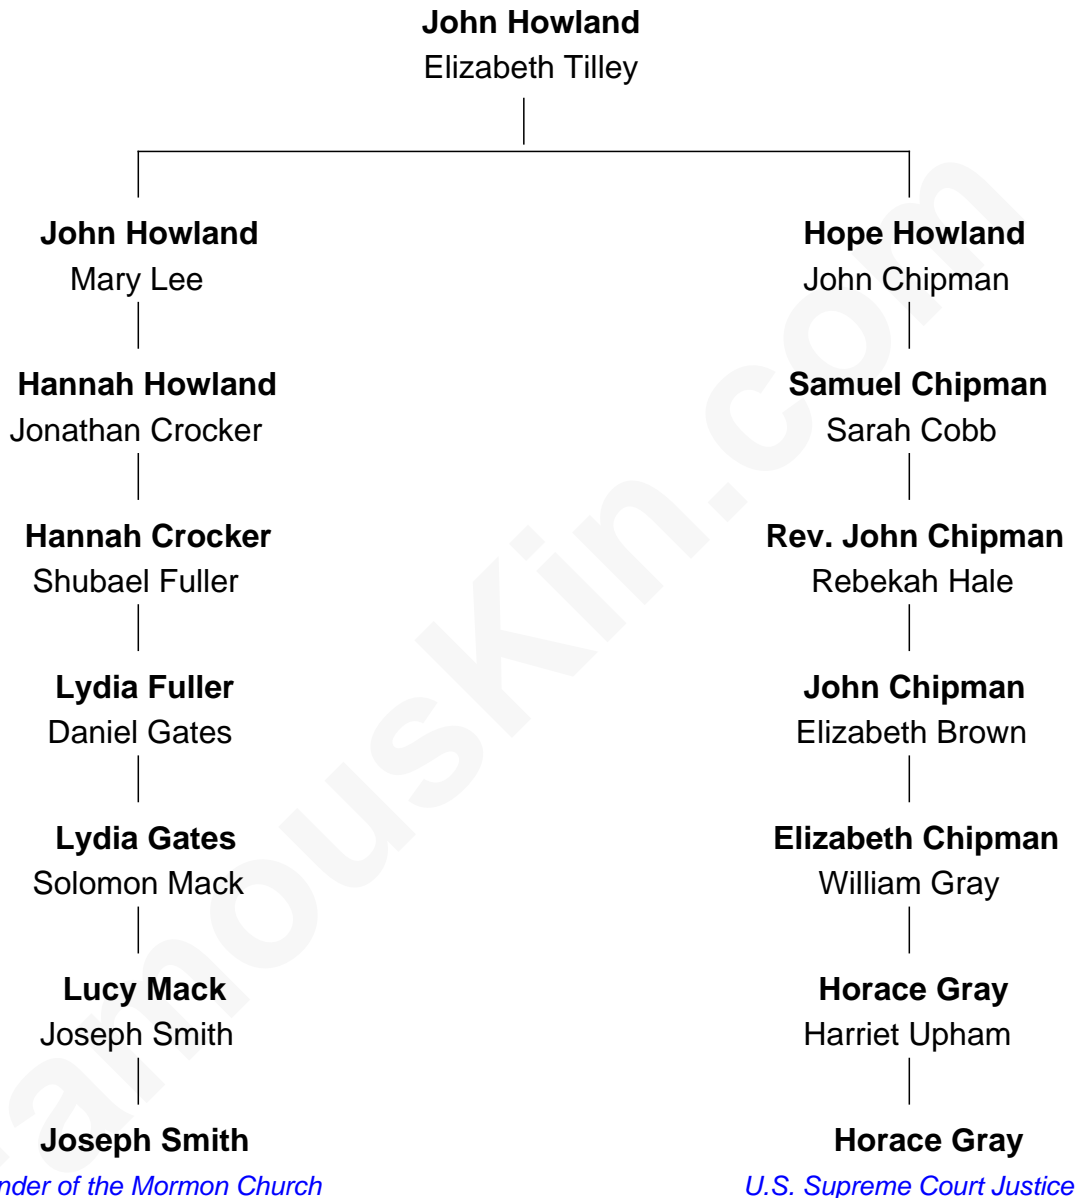 John Howland
Elizabeth Tilley
John Howland
Mary Lee
Hope Howland
John Chipman
Hannah Howland
Jonathan Crocker
Samuel Chipman
Sarah Cobb
Hannah Crocker
Shubael Fuller
Rev. John Chipman
Rebekah Hale
Lydia Fuller
Daniel Gates
John Chipman
Elizabeth Brown
Lydia Gates
Solomon Mack
Elizabeth Chipman
William Gray
Lucy Mack
Joseph Smith
Horace Gray
Harriet Upham
Joseph Smith
nder of the Mormon Church
Horace Gray
U.S. Supreme Court Justice
amouskin.com